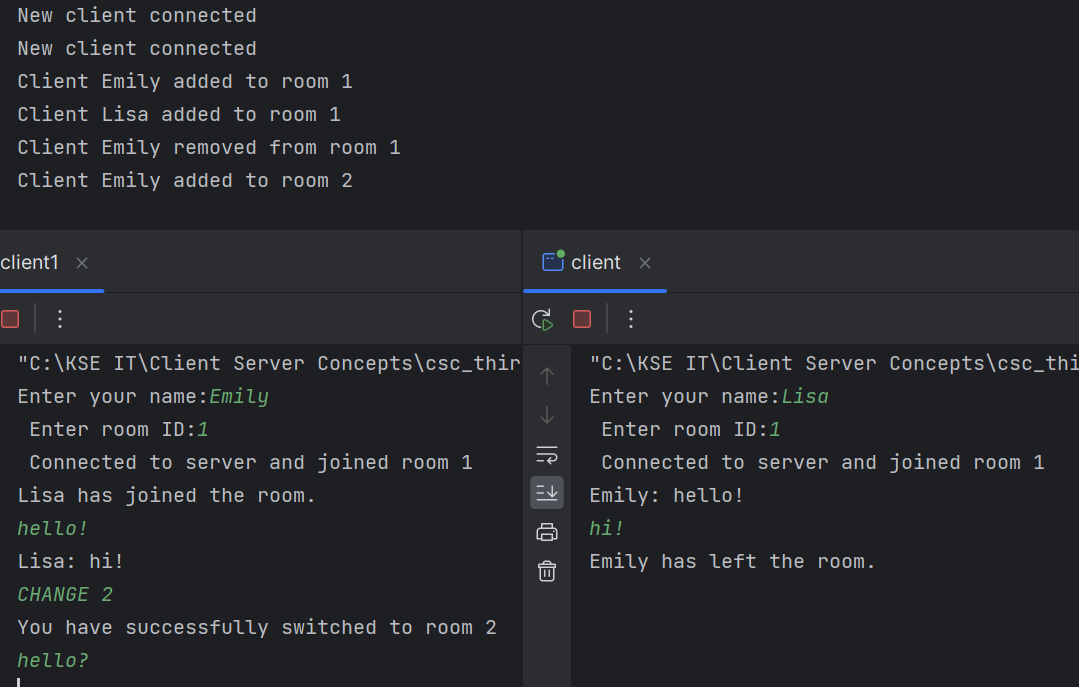 New client connected
New client connected
Client Emily added to room 1
Client Lisa added to room 1
Client Emily removed from room 1
Client Emily added to room 2
client1
"C:\KSE IT\Client Server Concepts\csc_thir
Enter your name:Emily
Enter room ID:1
Connected to server and joined room 1
Lisa has joined the room.
hello!
Lisa: hi!
CHANGE 2
You have successfully switched to room 2
hello?
client
"C:\KSE IT\Client Server Concepts\csc_thi
Enter your name:Lisa
Enter room ID:1
Connected to server and joined room 1
Emily: hello!
hi!
Emily has left the room.